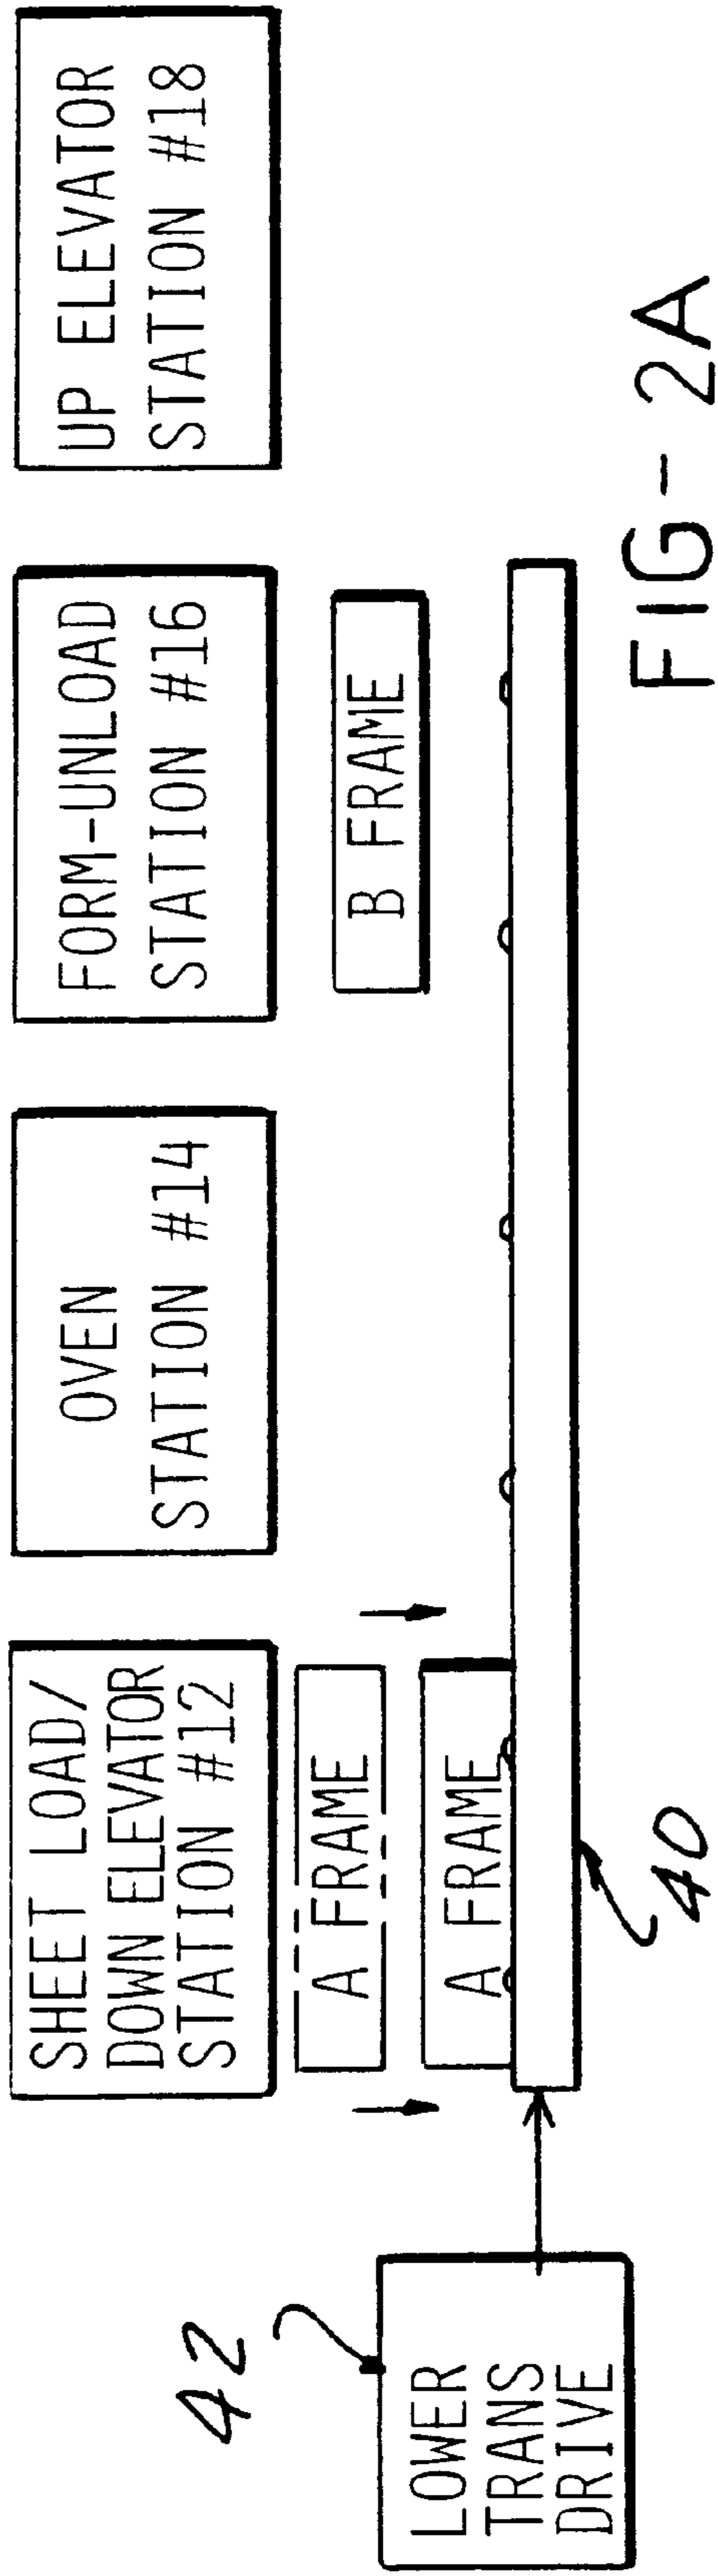 SHEET LOAD/
DOWN ELEVATOR
STATION #12
OVEN
STATION #14
FORM-UNLOAD
STATION #16
UP ELEVATOR
STATION #18
A FRAME
B FRAME
A FRAME
42
LOWER
TRANS
DRIVE
40
FIG- 2A